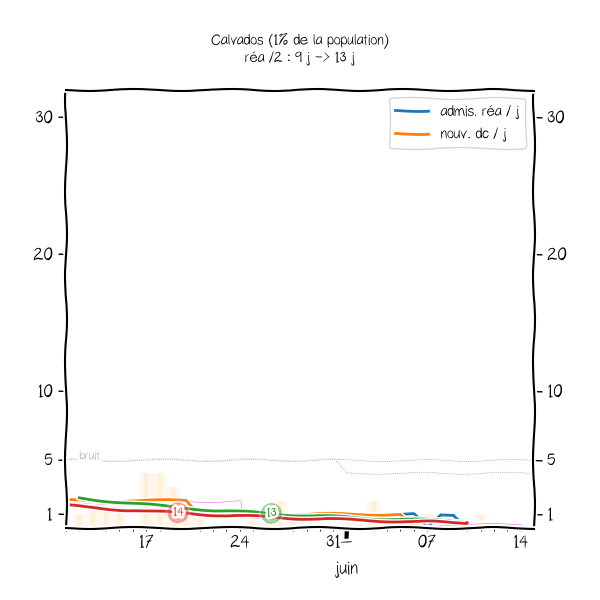 Calvados (1% de la population)
réa /2 : 9 j -> 13 j
admis. réa / j
nouv. dc / j
30
30
20
20
10
10
5
bruit
5
1
14
13
1
17
24
31
07
14
juin